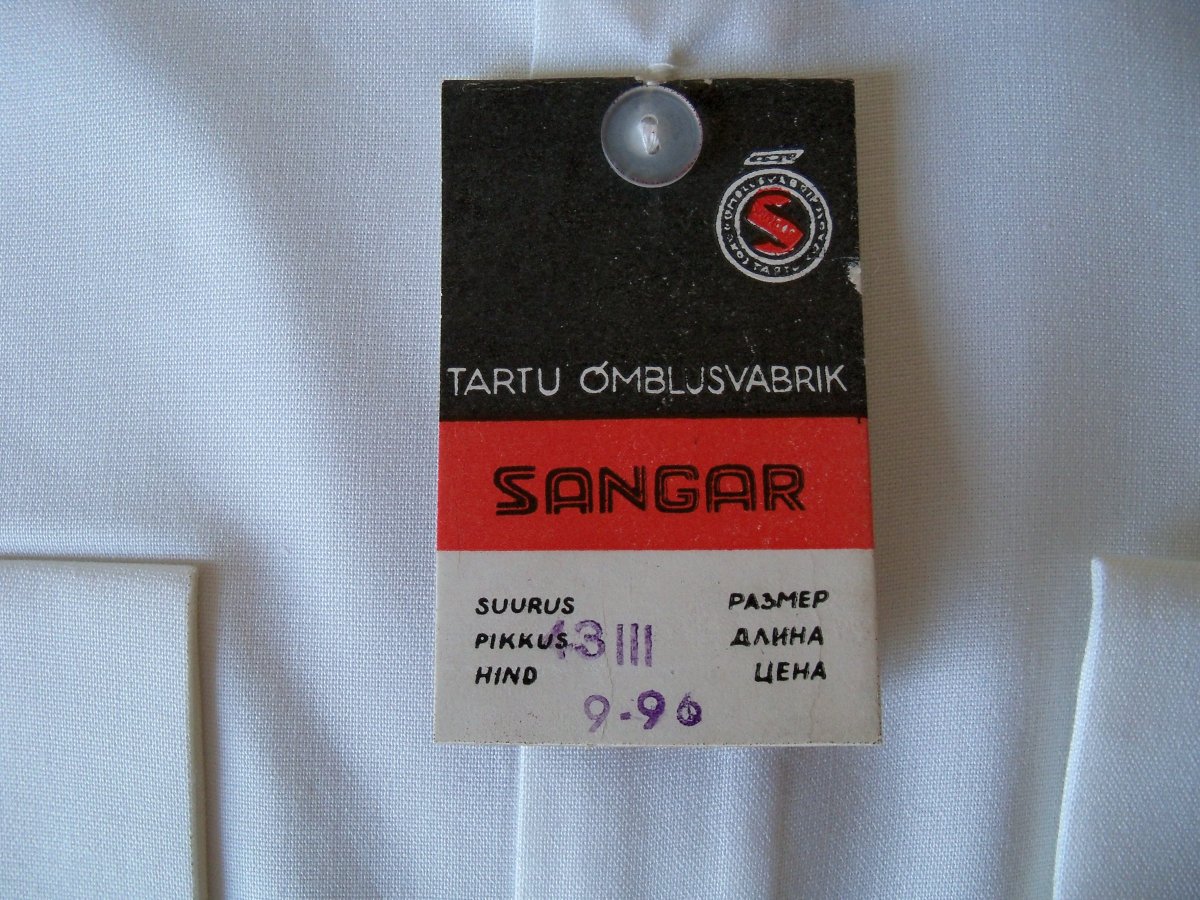 TARTU ÕMBLUSVABRIK
SANGAR
SUURUS РАЗМЕР
PIKKUS 43 III ДЛИНА
HIND ЦЕНА
9-96